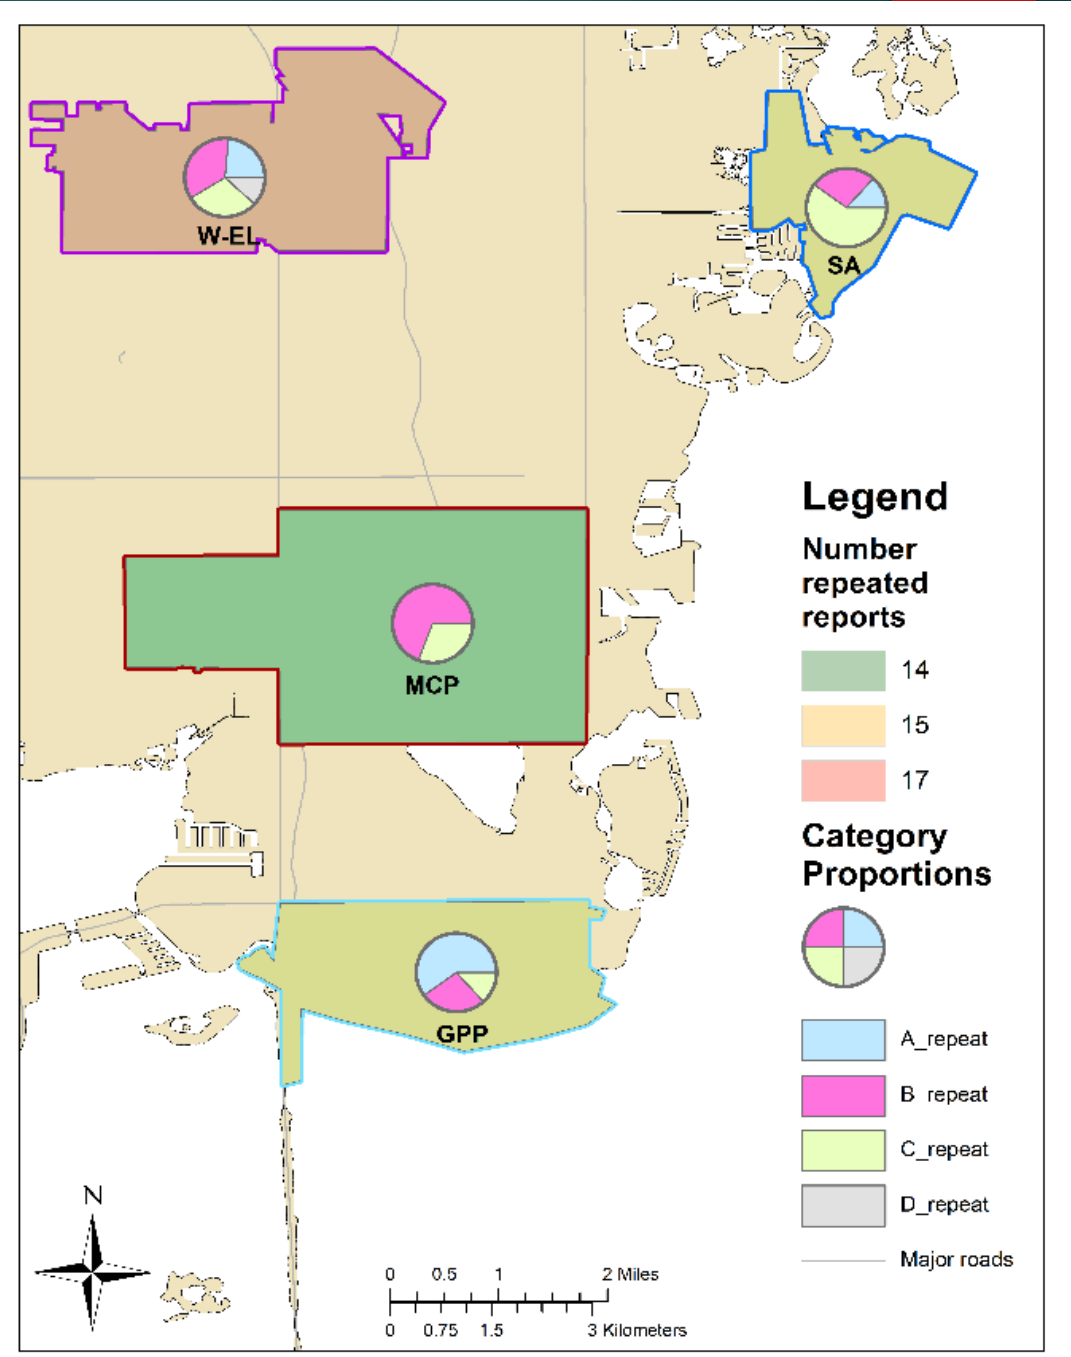 W-EL
SA
MCP
GPP
Legend
Number
repeated
reports
14
15
17
Category
Proportions
A_repeat
B repeat
C_repeat
D_repeat
Major roads
N
0 0.5 1 2 Miles
0 0.75 1.5 3 Kilometers